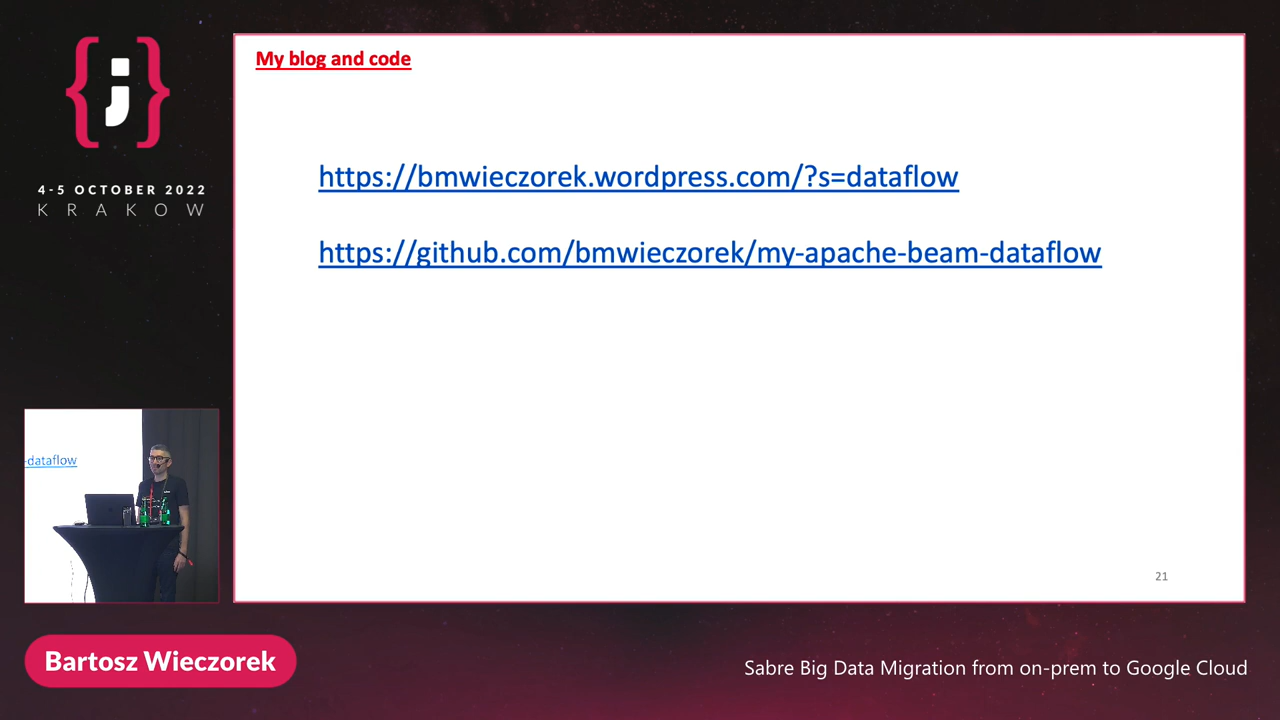 {;}
4-5 OCTOBER 2022
KRAKOW
My blog and code
https://bmwieczorek.wordpress.com/?s=dataflow
https://github.com/bmwieczorek/my-apache-beam-dataflow
21
-dataflow
Bartosz Wieczorek
Sabre Big Data Migration from on-prem to Google Cloud